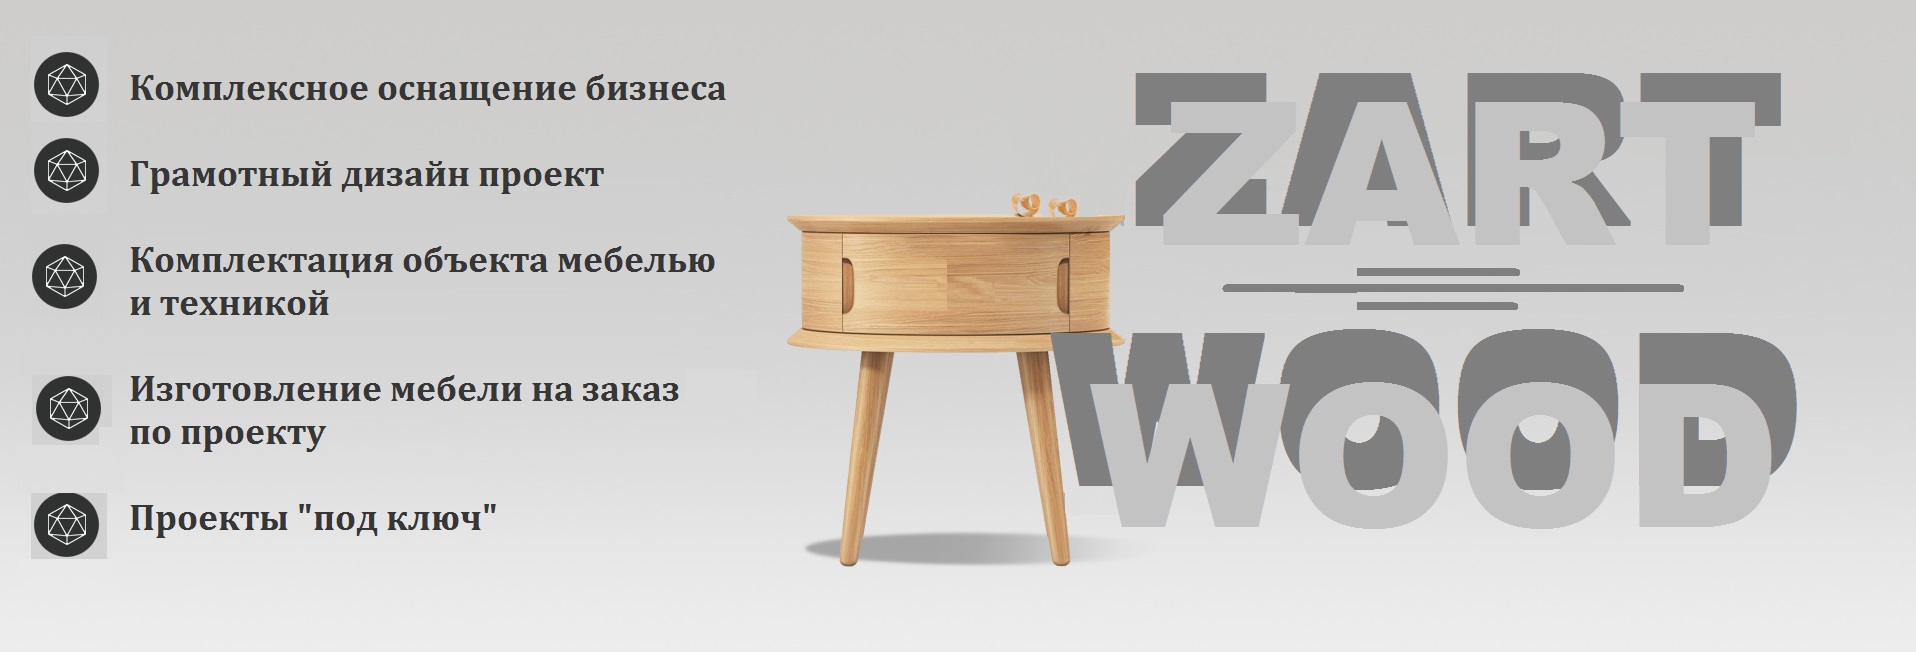 Комплексное оснащение бизнеса
Грамотный дизайн проект
Комплектация объекта мебелью
и техникой
Изготовление мебели на заказ
по проекту
Проекты "под ключ"
ZART
WOOD